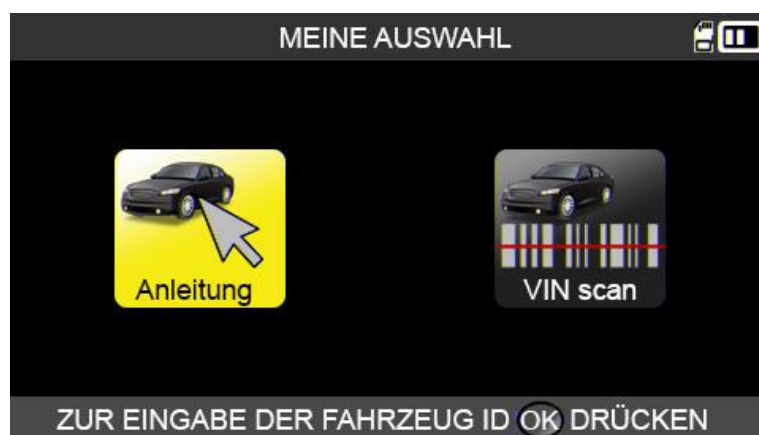 MEINE AUSWAHL
Anleitung
VIN scan
ZUR EINGABE DER FAHRZEUG ID OK DRÜCKEN